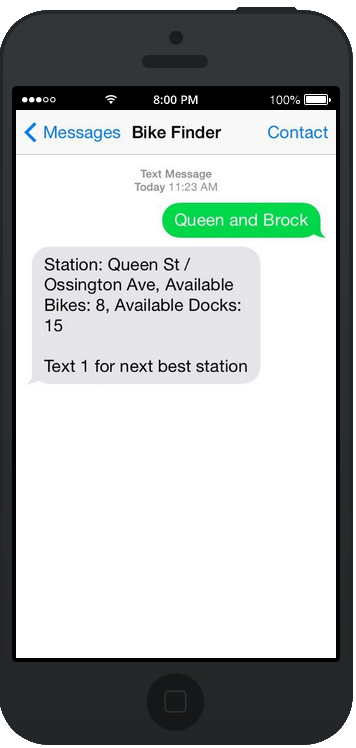 8:00 PM 100%
Messages Bike Finder Contact
Text Message
Today 11:23 AM
Queen and Brock
Station: Queen St /
Ossington Ave, Available
Bikes: 8, Available Docks:
15
Text 1 for next best station